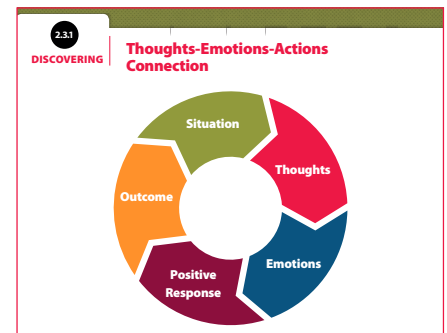 2.3.1
DISCOVERING
Thoughts-Emotions-Actions
Connection
Situation
Thoughts
Emotions
Positive
Response
Outcome